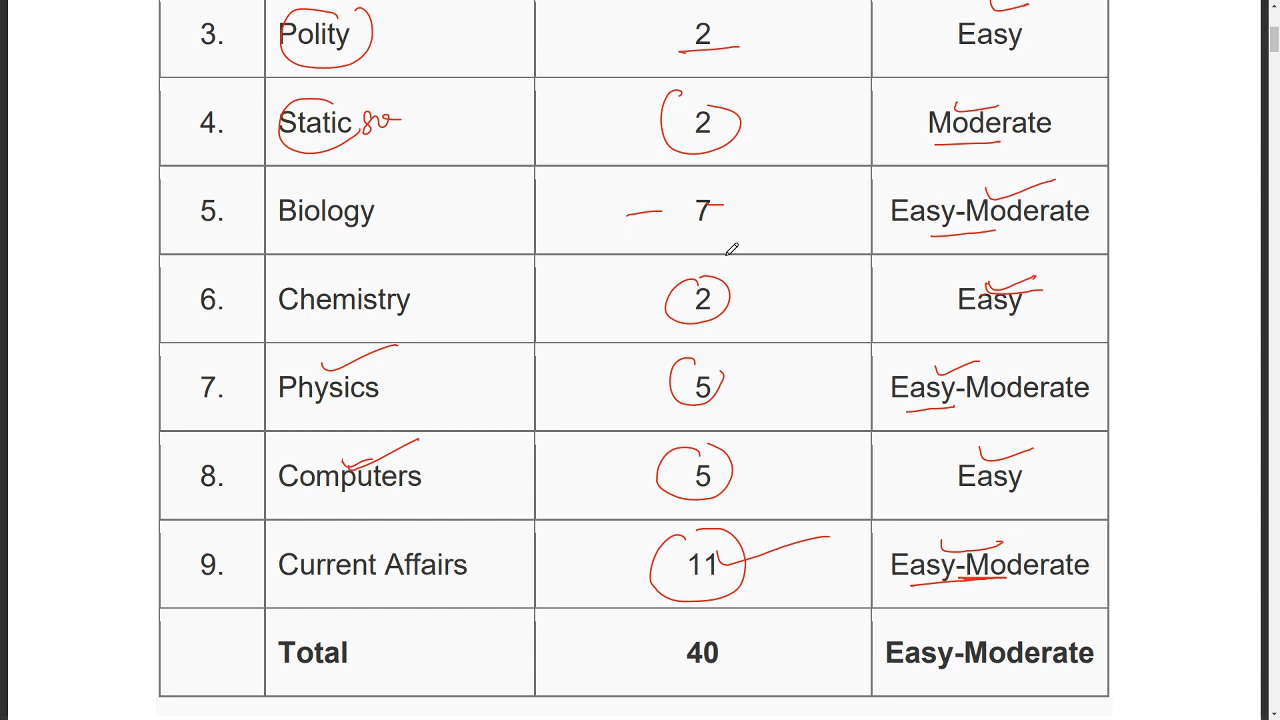 3. Polity 2 Easy
4. Static 2 Moderate
5. Biology 7 Easy-Moderate
6. Chemistry 2 Easy
7. Physics 5 Easy-Moderate
8. Computers 5 Easy
9. Current Affairs 11 Easy-Moderate
Total 40 Easy-Moderate